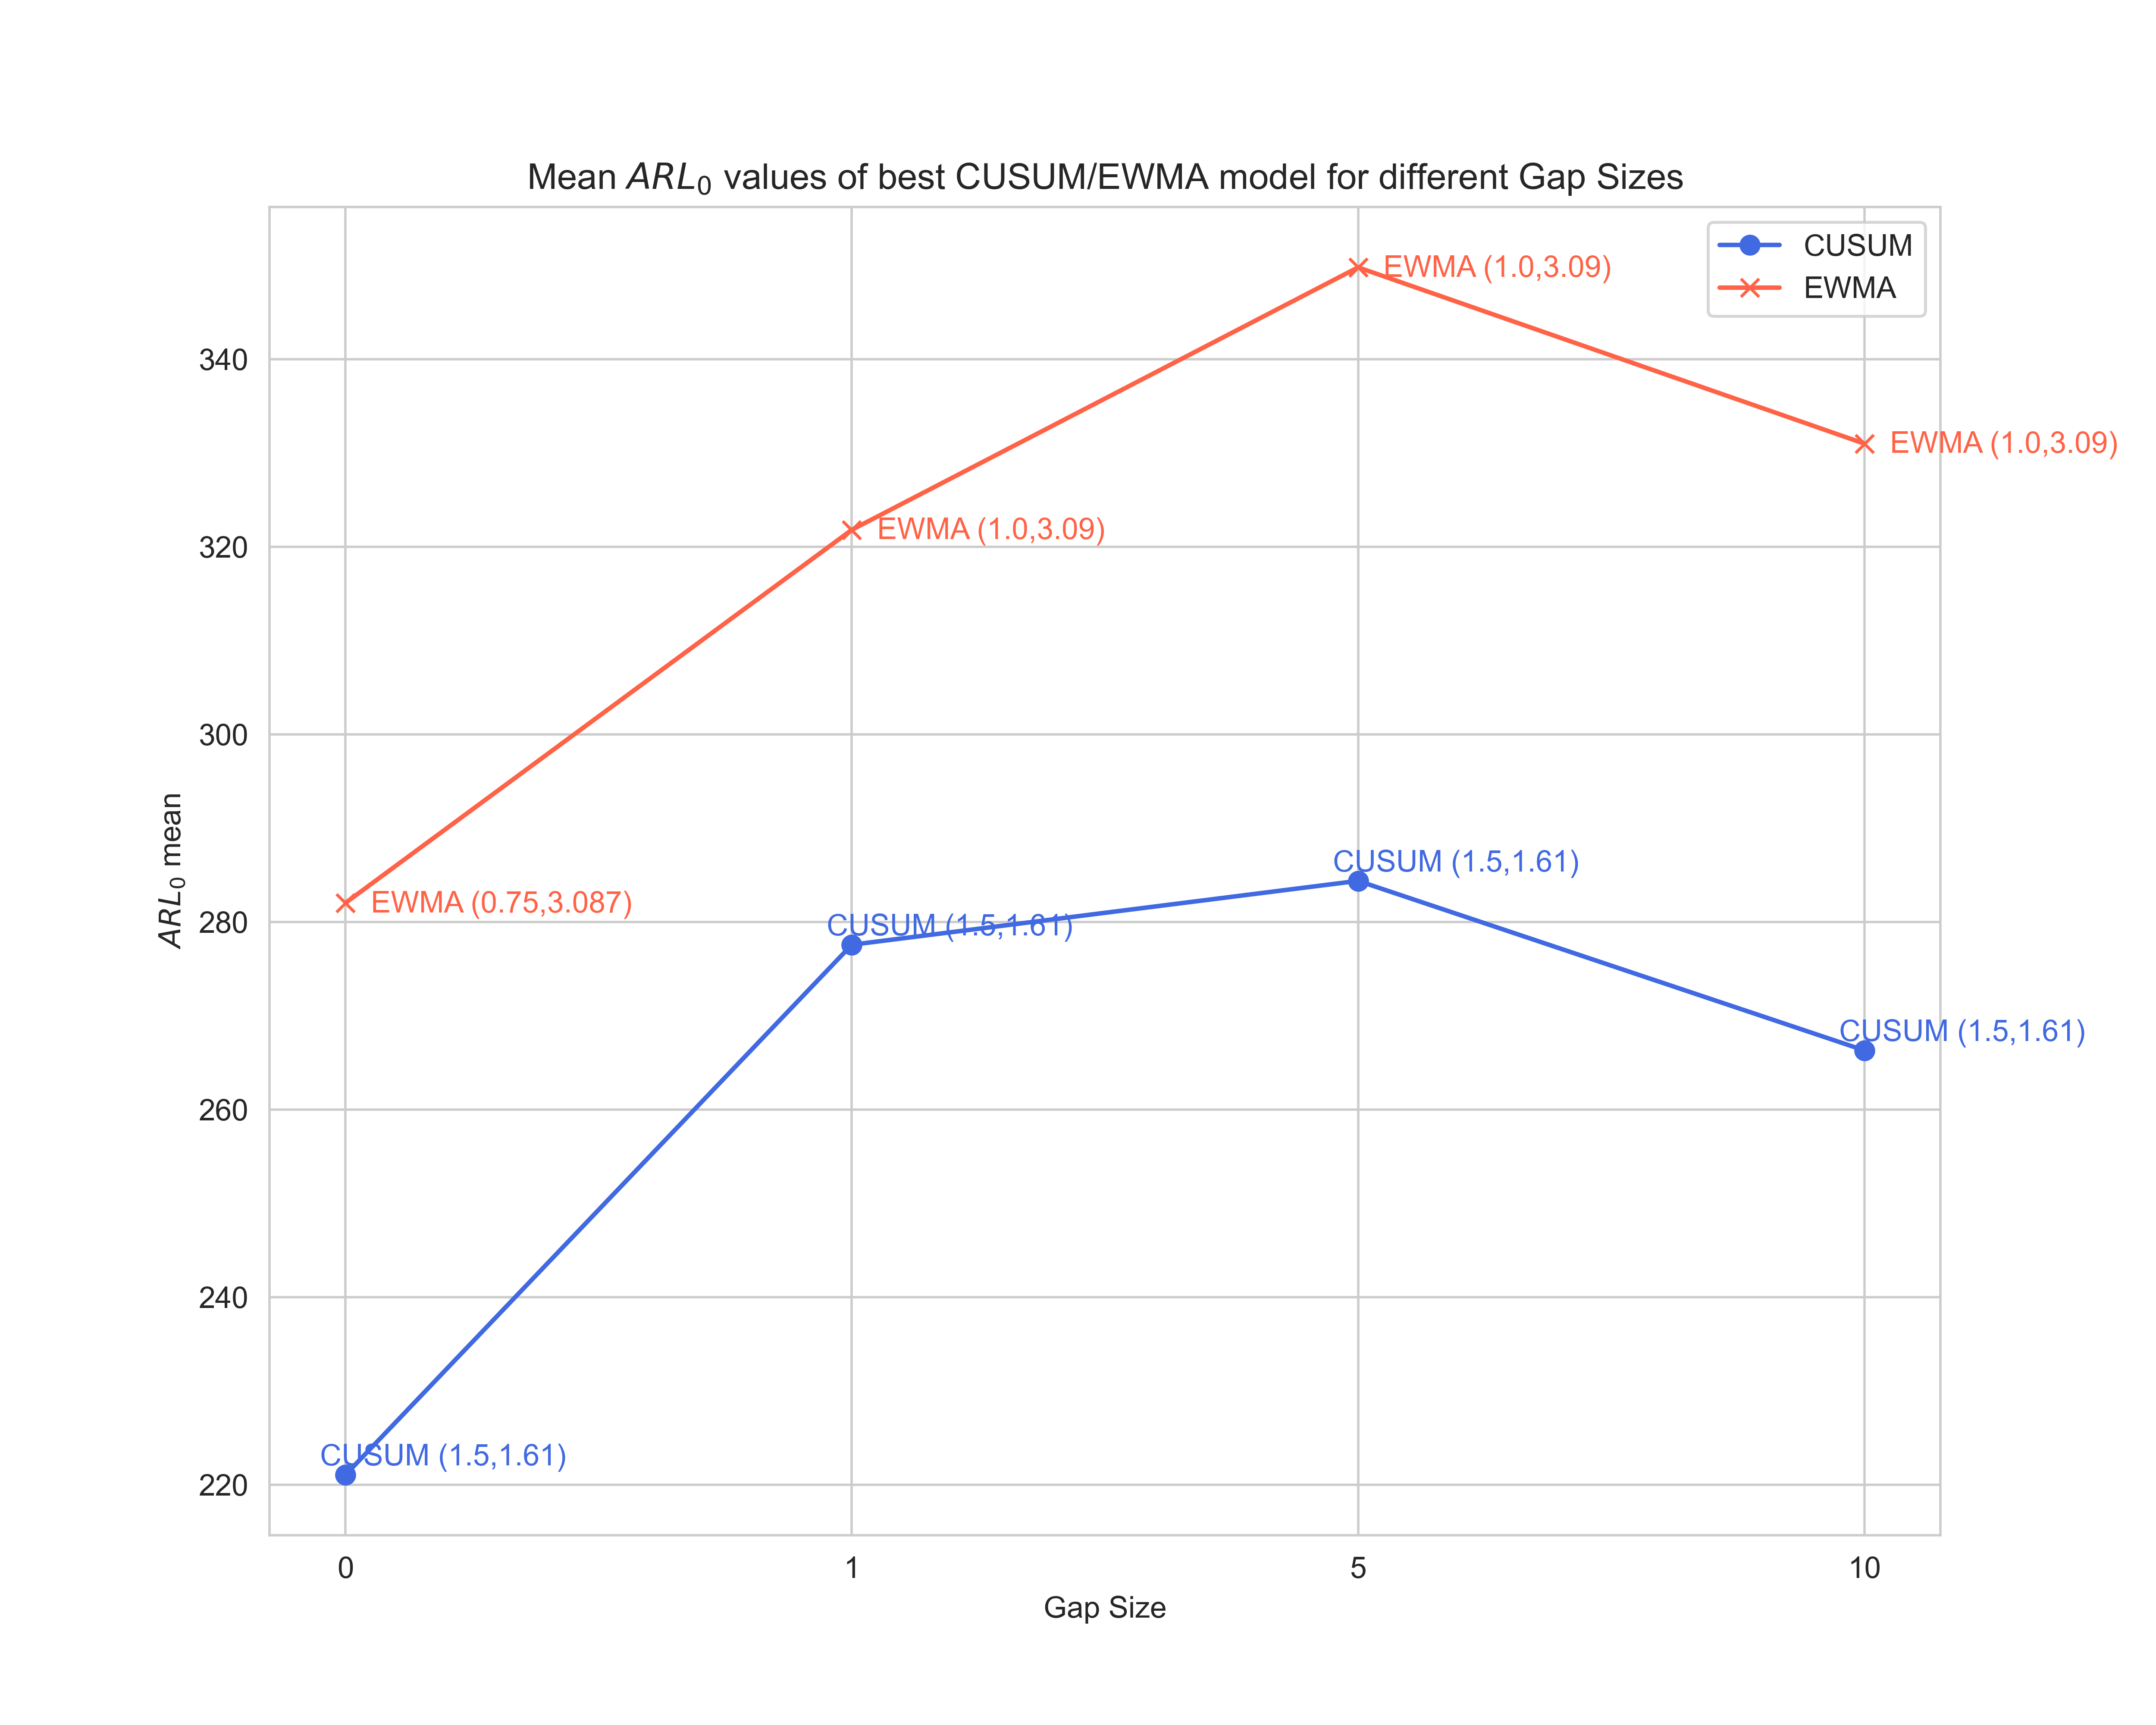 Mean ARL₀ values of best CUSUM/EWMA model for different Gap Sizes
CUSUM
EWMA
EWMA (1.0,3.09)
340
EWMA (1.0,3.09)
EWMA (1.0,3.09)
320
300
ARL₀ mean
EWMA (0.75,3.087)
CUSUM (1.5,1.61)
280
CUSUM (1.5,1.61)
CUSUM (1.5,1.61)
260
240
CUSUM (1.5,1.61)
220
0 1 5 10
Gap Size